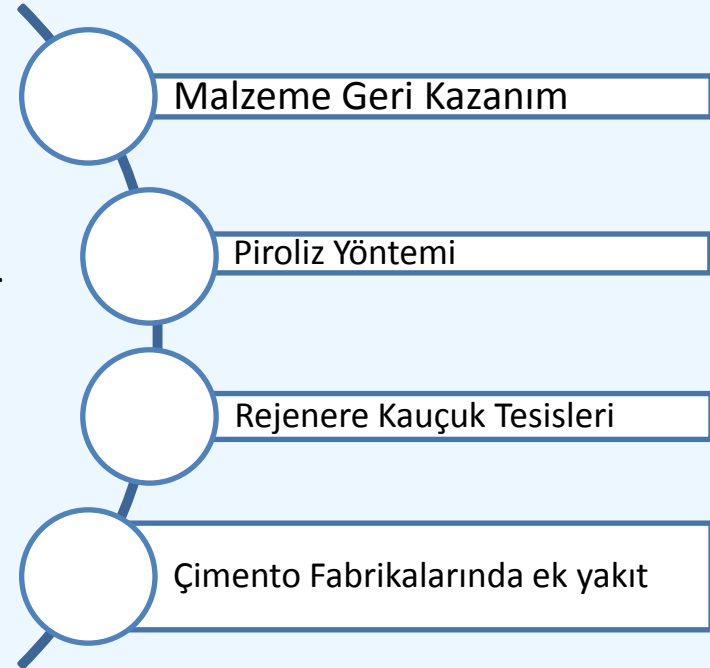 Malzeme Geri Kazanım
Piroliz Yöntemi
Rejenere Kauçuk Tesisleri
Çimento Fabrikalarında ek yakıt